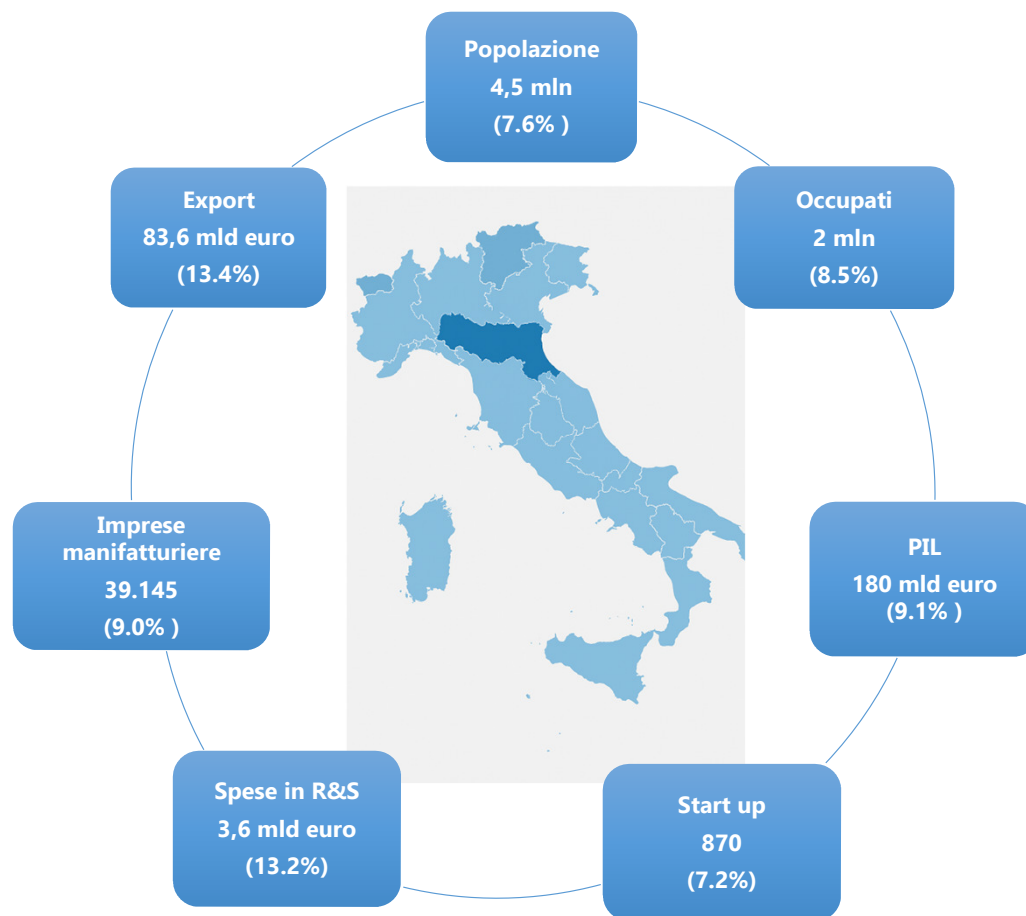 Popolazione
4,5 mln
(7.6% )
Occupati
2 mln
(8.5%)
PIL
180 mld euro
(9.1% )
Start up
870
(7.2%)
Spese in R&S
3,6 mld euro
(13.2%)
Imprese
manifatturiere
39.145
(9.0% )
Export
83,6 mld euro
(13.4%)